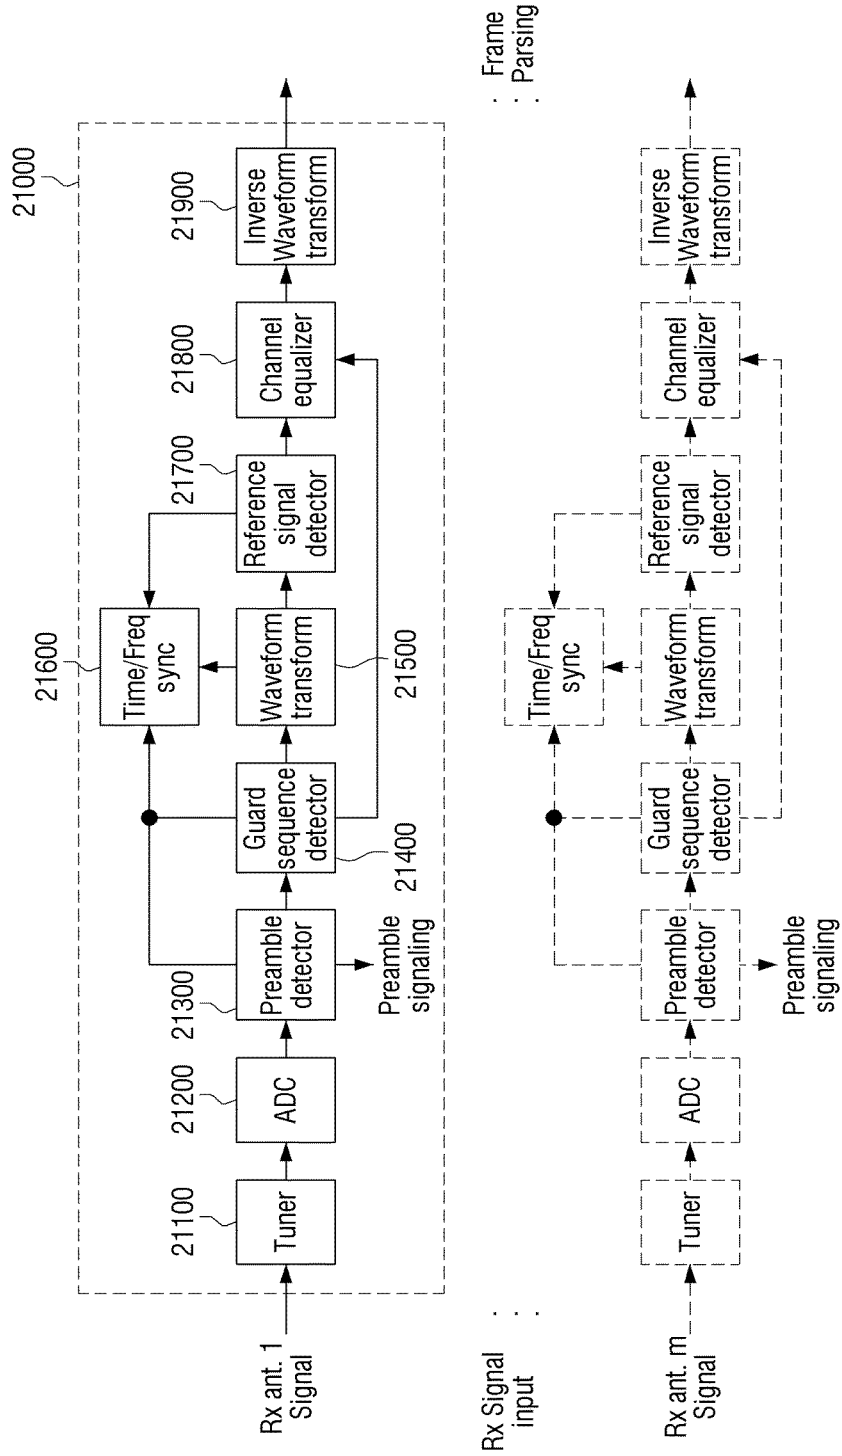 21000
Rx ant. 1
Signal
21100
Tuner
21200
ADC
21300
Preamble
detector
Preamble
signaling
21400
Guard
sequence
detector
21600
Time/Freq
sync
21500
Waveform
transform
21700
Reference
signal
detector
21800
Channel
equalizer
21900
Inverse
Waveform
transform
Rx Signal
input
Frame
Parsing
Rx ant. m
Signal
Tuner
ADC
Preamble
detector
Preamble
signaling
Guard
sequence
detector
Time/Freq
sync
Waveform
transform
Reference
signal
detector
Channel
equalizer
Inverse
Waveform
transform